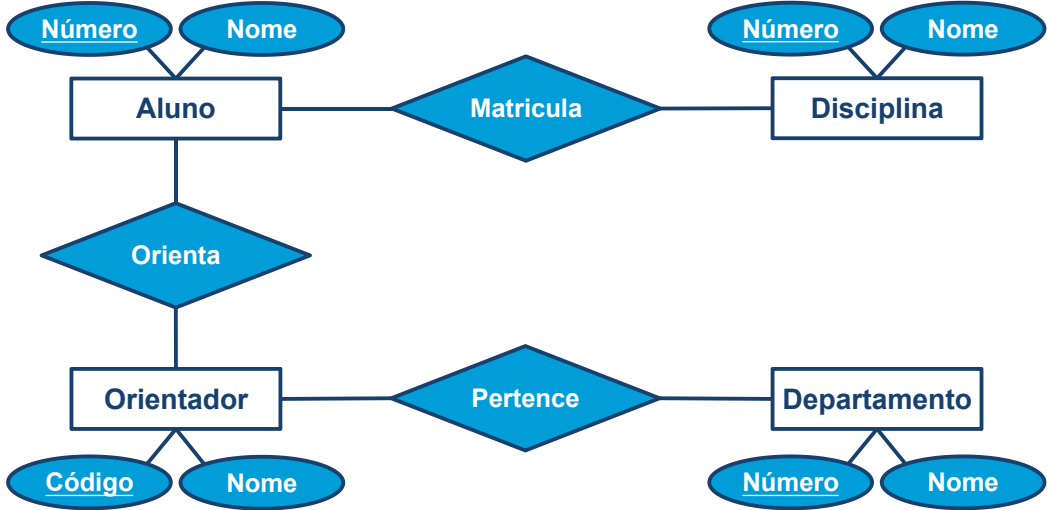 Número
Nome
Número
Nome
Aluno
Matricula
Disciplina
Orienta
Orientador
Pertence
Departamento
Código
Nome
Número
Nome